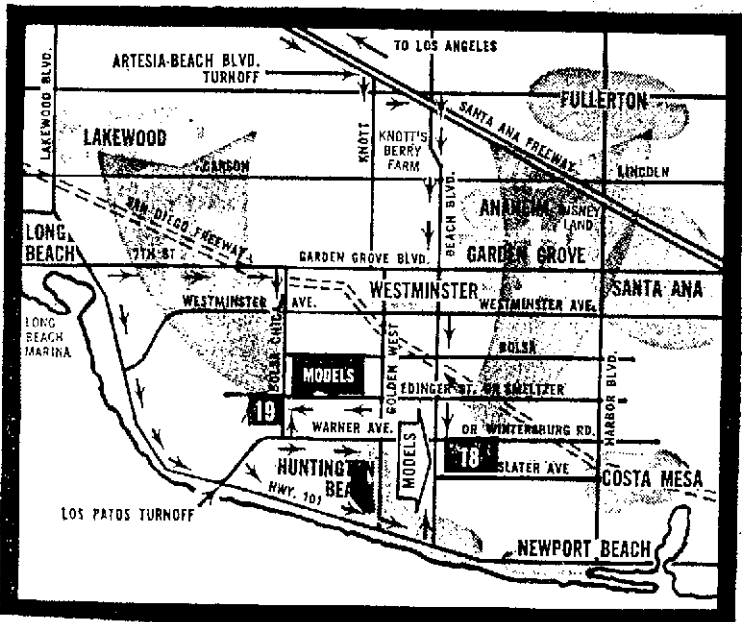 TO LOS ANGELES
ARTESIA-BEACH BLVD.
TURNOFF
LAKEWOOD BLVD.
FULLERTON
SANTA ANA FREEWAY
LAKEWOOD
KNOTT
KNOTT'S
BERRY
FARM
CARSON
LINCOLN
SAN DIEGO FREEWAY
BEACH BLVD.
ANAHEIM
DISNEY
LAND
LONG
BEACH
7TH ST
GARDEN GROVE BLVD.
GARDEN GROVE
WESTMINSTER
SANTA ANA
WESTMINSTER AVE.
WESTMINSTER AVE.
LONG
BEACH
MARINA
BOLSA CHICA
BOLSA
MODELS
GOLDEN WEST
EDINGER ST. OR SMELTZER
HARBOR BLVD.
19
WARNER AVE.
OR WINTERSBURG RD.
MODELS
18
SLATER AVE
HUNTINGTON
COSTA MESA
HWY. 101
LOS PATOS TURNOFF
NEWPORT BEACH